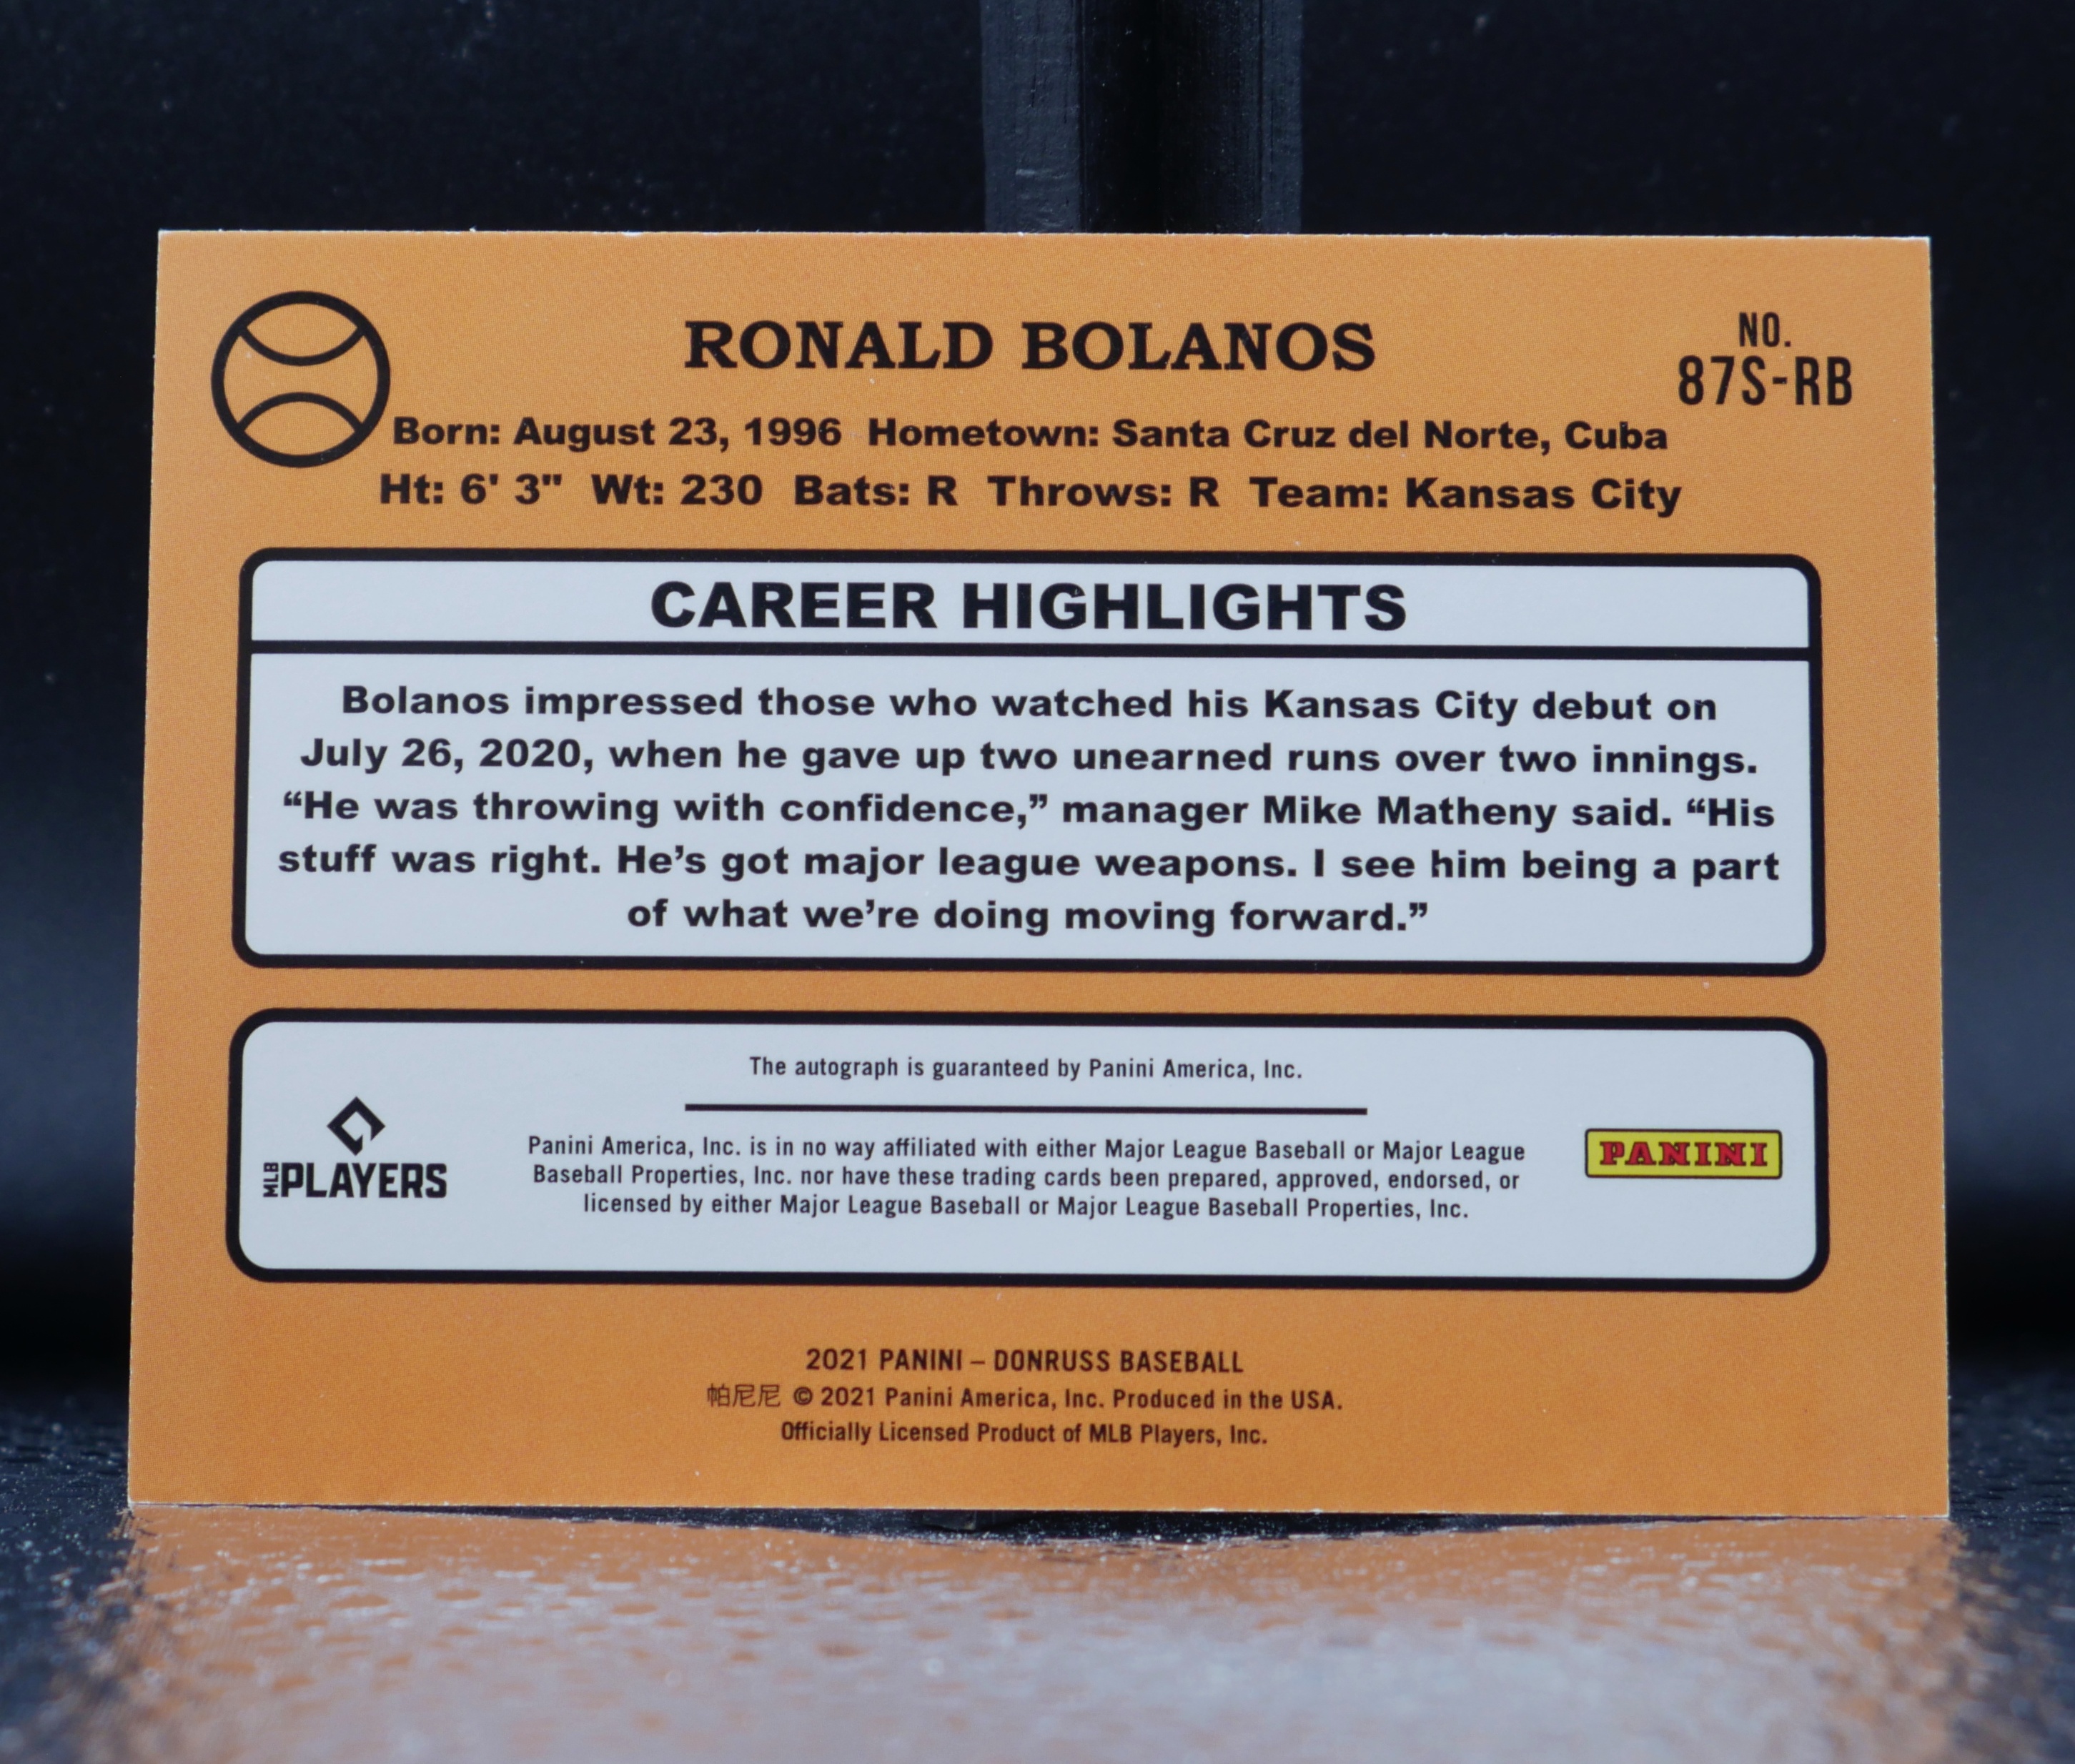 RONALD BOLANOS
NO.
87S-RB
Born: August 23, 1996 Hometown: Santa Cruz del Norte, Cuba
Ht: 6' 3" Wt: 230 Bats: R Throws: R Team: Kansas City
CAREER HIGHLIGHTS
Bolanos impressed those who watched his Kansas City debut on
July 26, 2020, when he gave up two unearned runs over two innings.
“He was throwing with confidence,” manager Mike Matheny said. “His
stuff was right. He’s got major league weapons. I see him being a part
of what we’re doing moving forward.”
The autograph is guaranteed by Panini America, Inc.
MLB PLAYERS
Panini America, Inc. is in no way affiliated with either Major League Baseball or Major League
Baseball Properties, Inc. nor have these trading cards been prepared, approved, endorsed, or
licensed by either Major League Baseball or Major League Baseball Properties, Inc.
PANINI
2021 PANINI – DONRUSS BASEBALL
帕尼尼 © 2021 Panini America, Inc. Produced in the USA.
Officially Licensed Product of MLB Players, Inc.